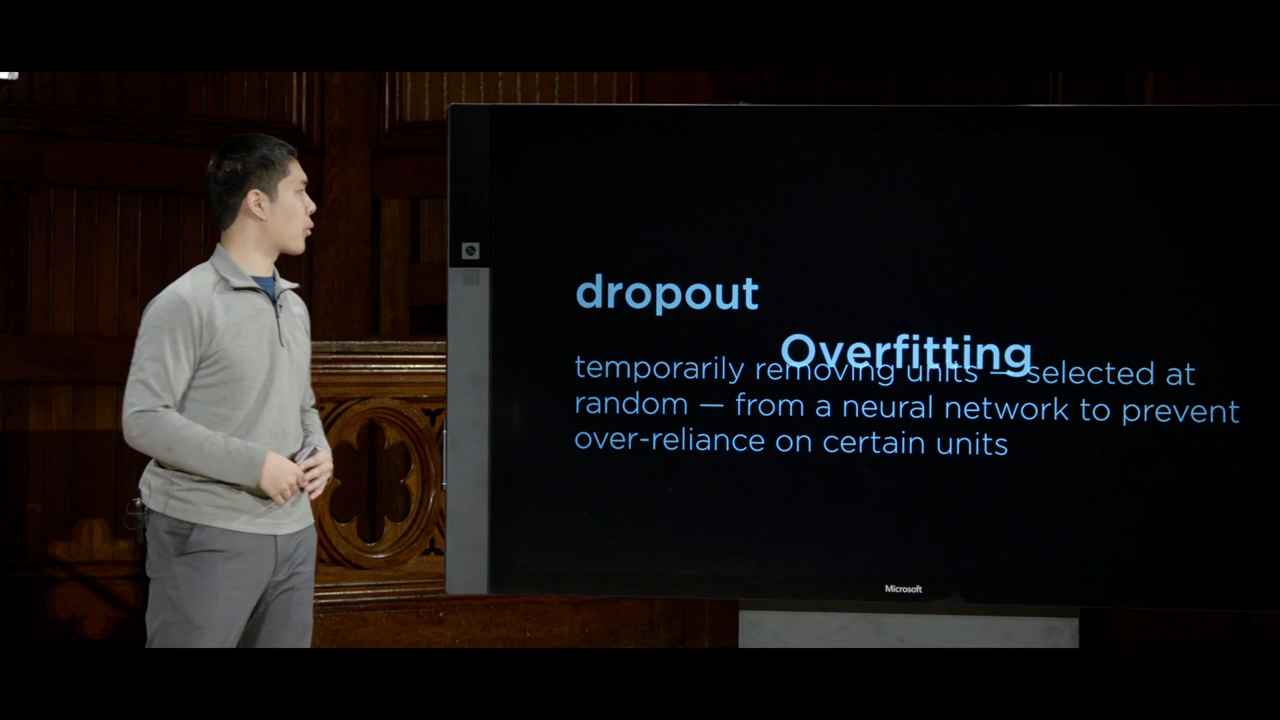 dropout
Overfitting
temporarily removing units — selected at
random — from a neural network to prevent
over-reliance on certain units
Microsoft